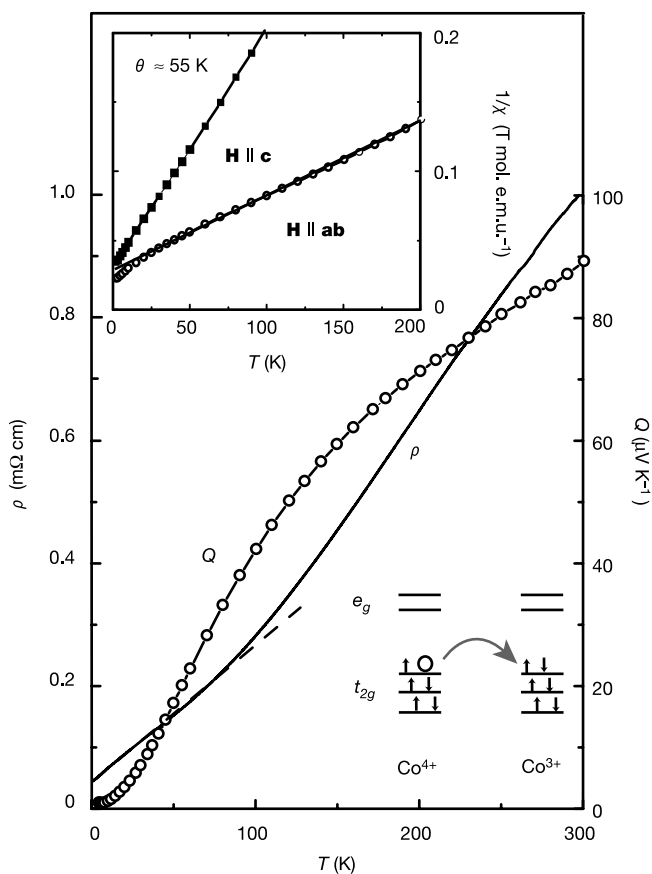 θ ≈ 55 K
H ∥ c
H ∥ ab
0.2
0.1
0
1/χ (T mol. e.m.u.⁻¹)
0
50
100
150
200
T (K)
1.0
0.8
0.6
0.4
0.2
0
ρ (mΩ cm)
100
80
60
40
20
0
Q (μV K⁻¹)
Q
ρ
e_g
t_2g
Co⁴⁺
Co³⁺
0
100
200
300
T (K)